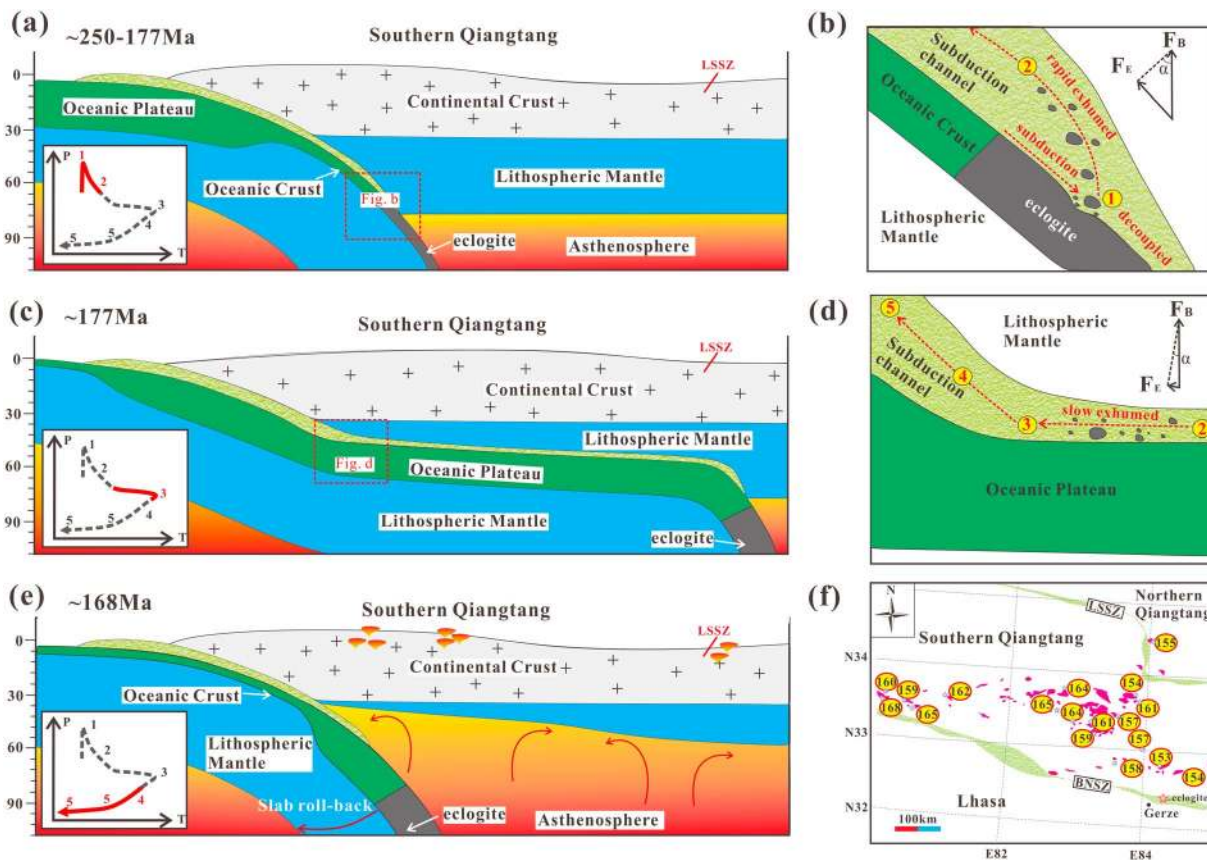 (a)
~250-177Ma
Southern Qiangtang
LSSZ
0
30
60
90
Oceanic Plateau
Continental Crust
Oceanic Crust
Lithospheric Mantle
Fig. b
eclogite
Asthenosphere
P
1
2
3
4
5
5
T
(b)
Subduction
channel
2
rapid exhumed
F_B
F_E
α
Oceanic Crust
subduction
1
eclogite
decoupled
Lithospheric
Mantle
(c)
~177Ma
Southern Qiangtang
LSSZ
0
30
60
90
Continental Crust
Lithospheric Mantle
Fig. d
Oceanic Plateau
Lithospheric Mantle
eclogite
P
1
2
3
4
5
5
T
(d)
5
Lithospheric
Mantle
F_B
F_E
α
Subduction
channel
4
slow exhumed
3
2
Oceanic Plateau
(e)
~168Ma
Southern Qiangtang
LSSZ
0
30
60
90
Continental Crust
Oceanic Crust
Lithospheric
Mantle
Slab roll-back
eclogite
Asthenosphere
P
1
2
3
4
5
5
T
(f)
N
LSSZ
Northern
Qiangtang
Southern Qiangtang
N34
N33
N32
155
160
159
162
164
154
168
165
165
164
161
161
157
159
157
158
153
154
BNSZ
Lhasa
eclogite
Gerze
100km
E82
E84